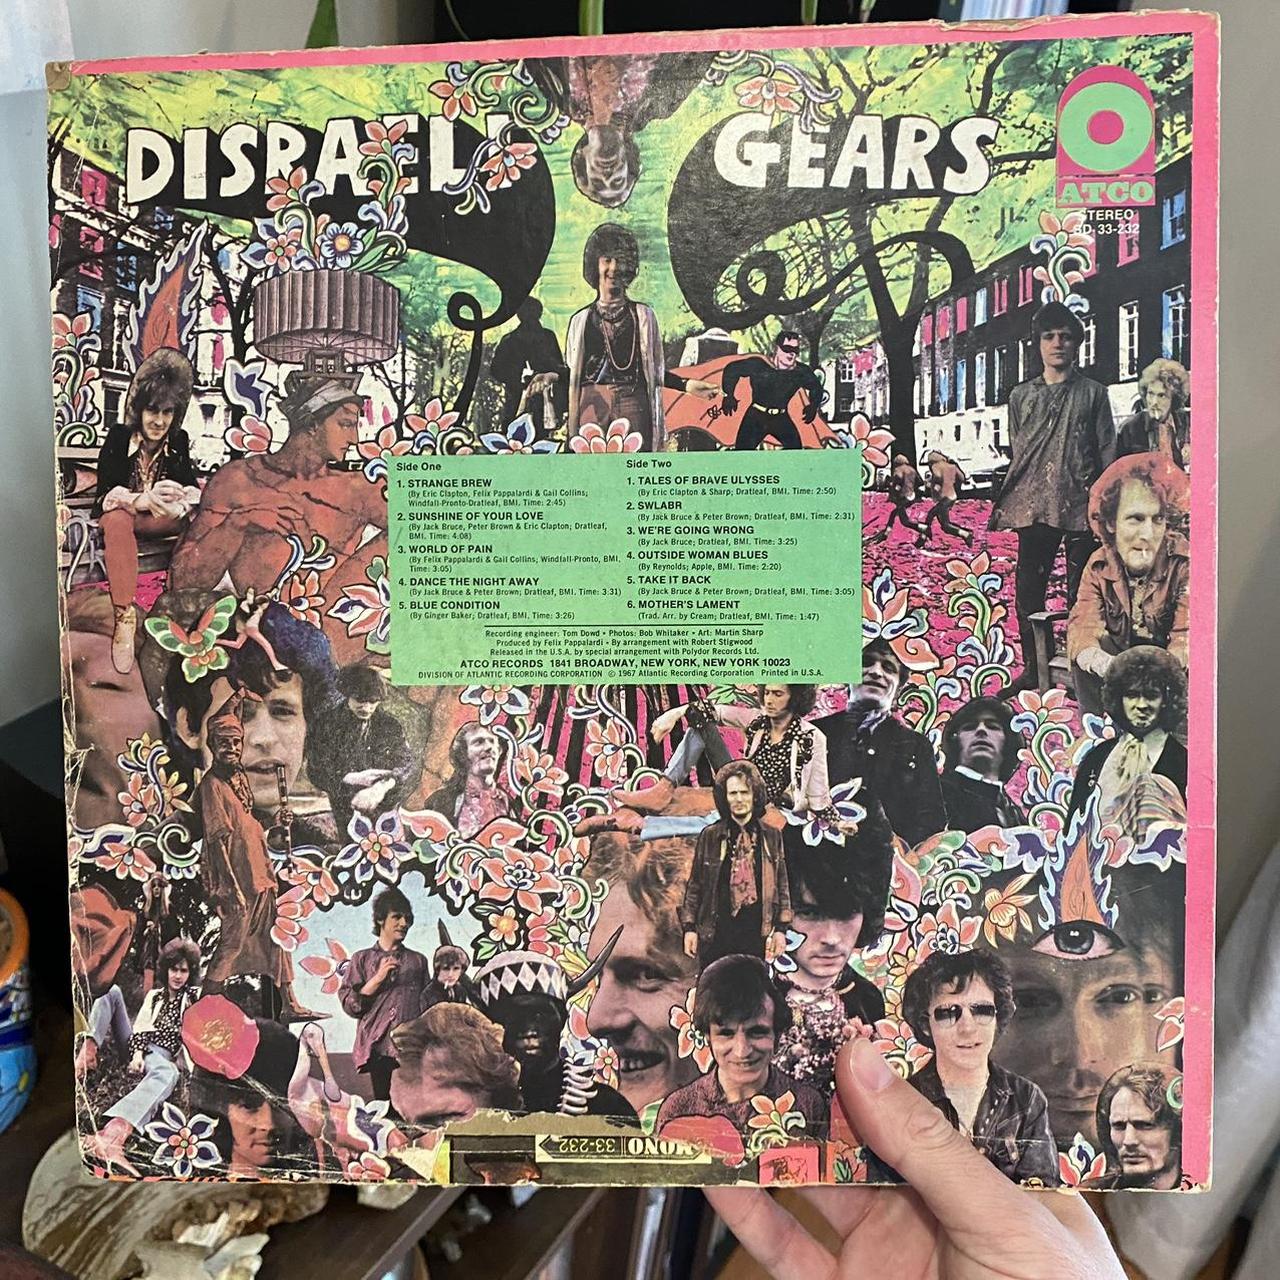 DISRAELI GEARS
ATCO
STEREO
SD 33-232
Side One
1. STRANGE BREW
(By Eric Clapton, Felix Pappalardi & Gail Collins;
Windfall-Pronto-Dratleaf, BMI. Time: 2:45)
2. SUNSHINE OF YOUR LOVE
(By Jack Bruce, Peter Brown & Eric Clapton; Dratleaf,
BMI. Time: 4:08)
3. WORLD OF PAIN
(By Felix Pappalardi & Gail Collins; Windfall-Pronto, BMI.
Time: 3:05)
4. DANCE THE NIGHT AWAY
(By Jack Bruce & Peter Brown; Dratleaf, BMI. Time: 3:31)
5. BLUE CONDITION
(By Ginger Baker; Dratleaf, BMI. Time: 3:26)
Side Two
1. TALES OF BRAVE ULYSSES
(By Eric Clapton & Sharp; Dratleaf, BMI. Time: 2:50)
2. SWLABR
(By Jack Bruce & Peter Brown; Dratleaf, BMI. Time: 2:31)
3. WE'RE GOING WRONG
(By Jack Bruce; Dratleaf, BMI. Time: 3:25)
4. OUTSIDE WOMAN BLUES
(By Reynolds; Apple, BMI. Time: 2:20)
5. TAKE IT BACK
(By Jack Bruce & Peter Brown; Dratleaf, BMI. Time: 3:05)
6. MOTHER'S LAMENT
(Trad. Arr. by Cream; Dratleaf, BMI. Time: 1:47)
Recording engineer: Tom Dowd • Photos: Bob Whitaker • Art: Martin Sharp
Produced by Felix Pappalardi • By arrangement with Robert Stigwood
Released in the U.S.A. by special arrangement with Polydor Records Ltd.
ATCO RECORDS 1841 BROADWAY, NEW YORK, NEW YORK 10023
DIVISION OF ATLANTIC RECORDING CORPORATION © 1967 Atlantic Recording Corporation Printed in U.S.A.
MONO 33-232